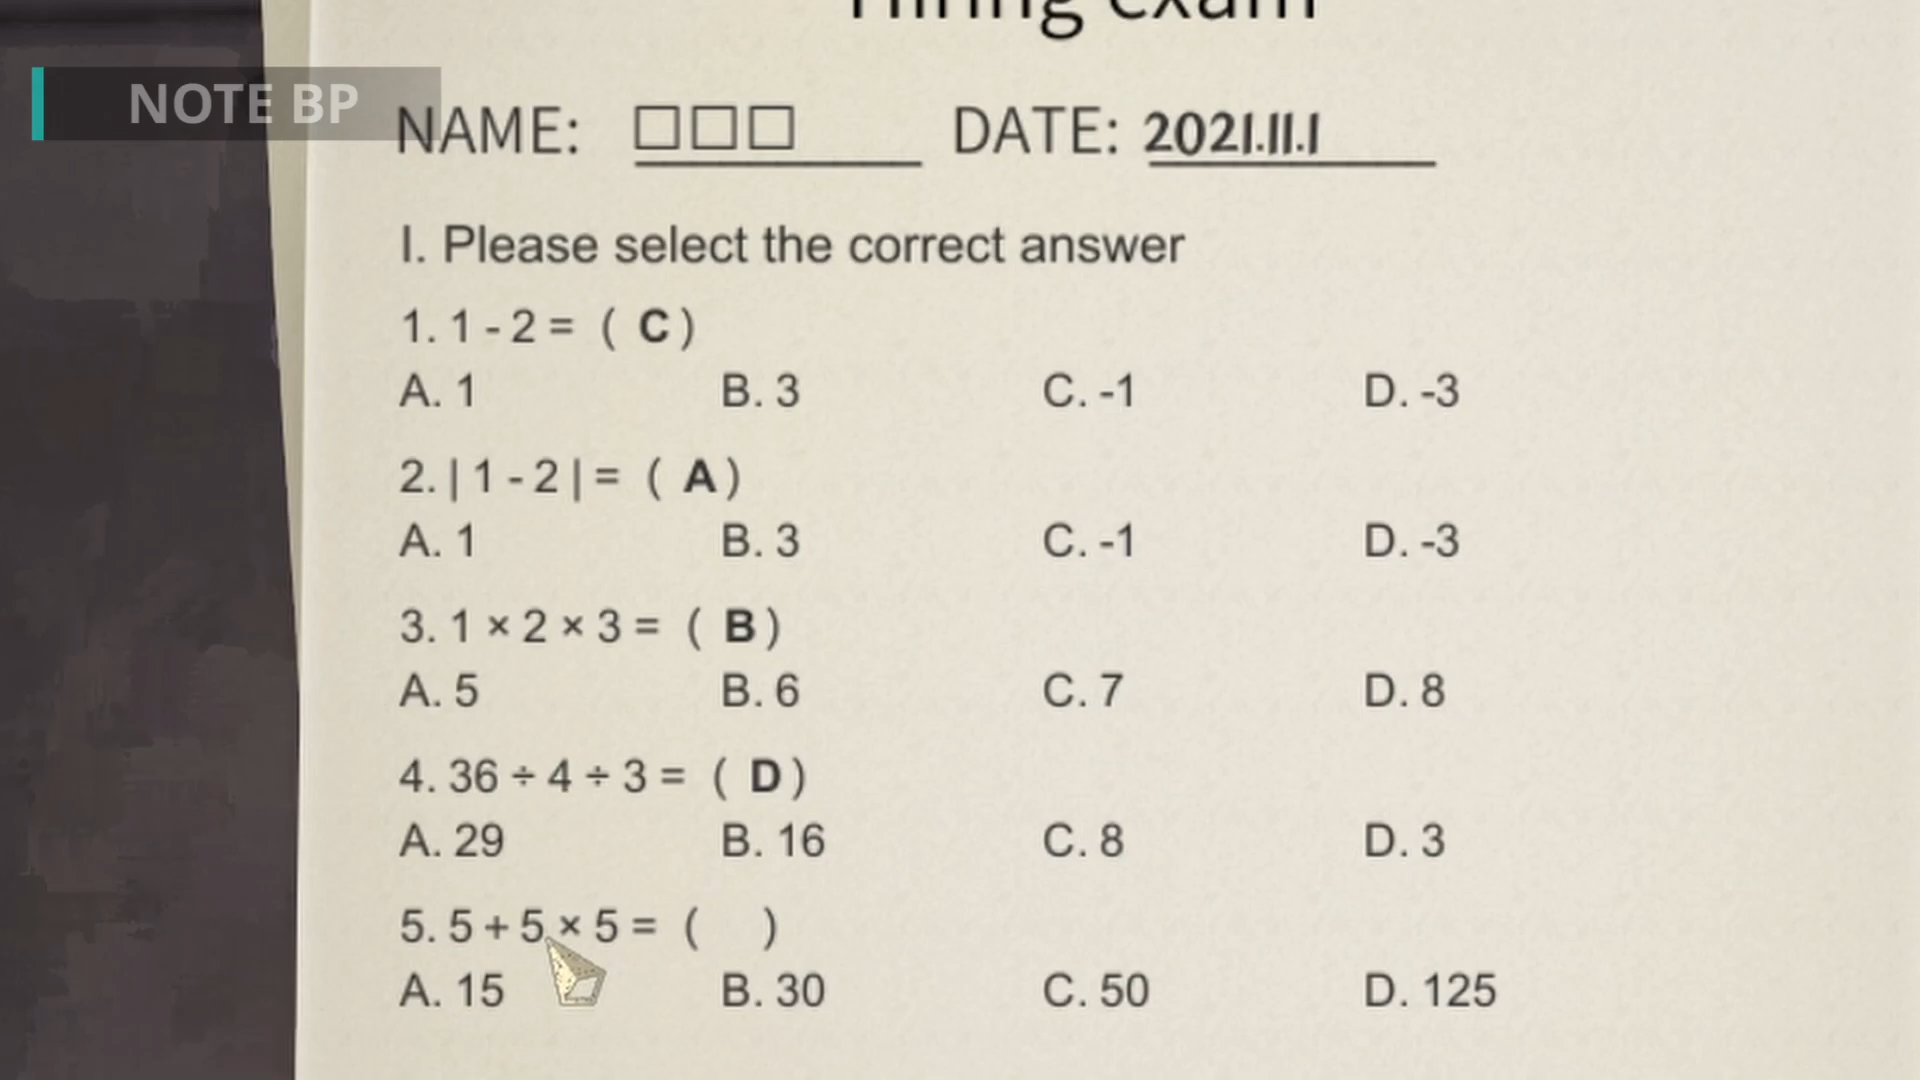 Hiring exam
NOTE BP
NAME: □□□ DATE: 2021.11.1
I. Please select the correct answer
1. 1 - 2 = ( C )
A. 1 B. 3 C. -1 D. -3
2. | 1 - 2 | = ( A )
A. 1 B. 3 C. -1 D. -3
3. 1 × 2 × 3 = ( B )
A. 5 B. 6 C. 7 D. 8
4. 36 ÷ 4 ÷ 3 = ( D )
A. 29 B. 16 C. 8 D. 3
5. 5 + 5 × 5 = ( )
A. 15 B. 30 C. 50 D. 125